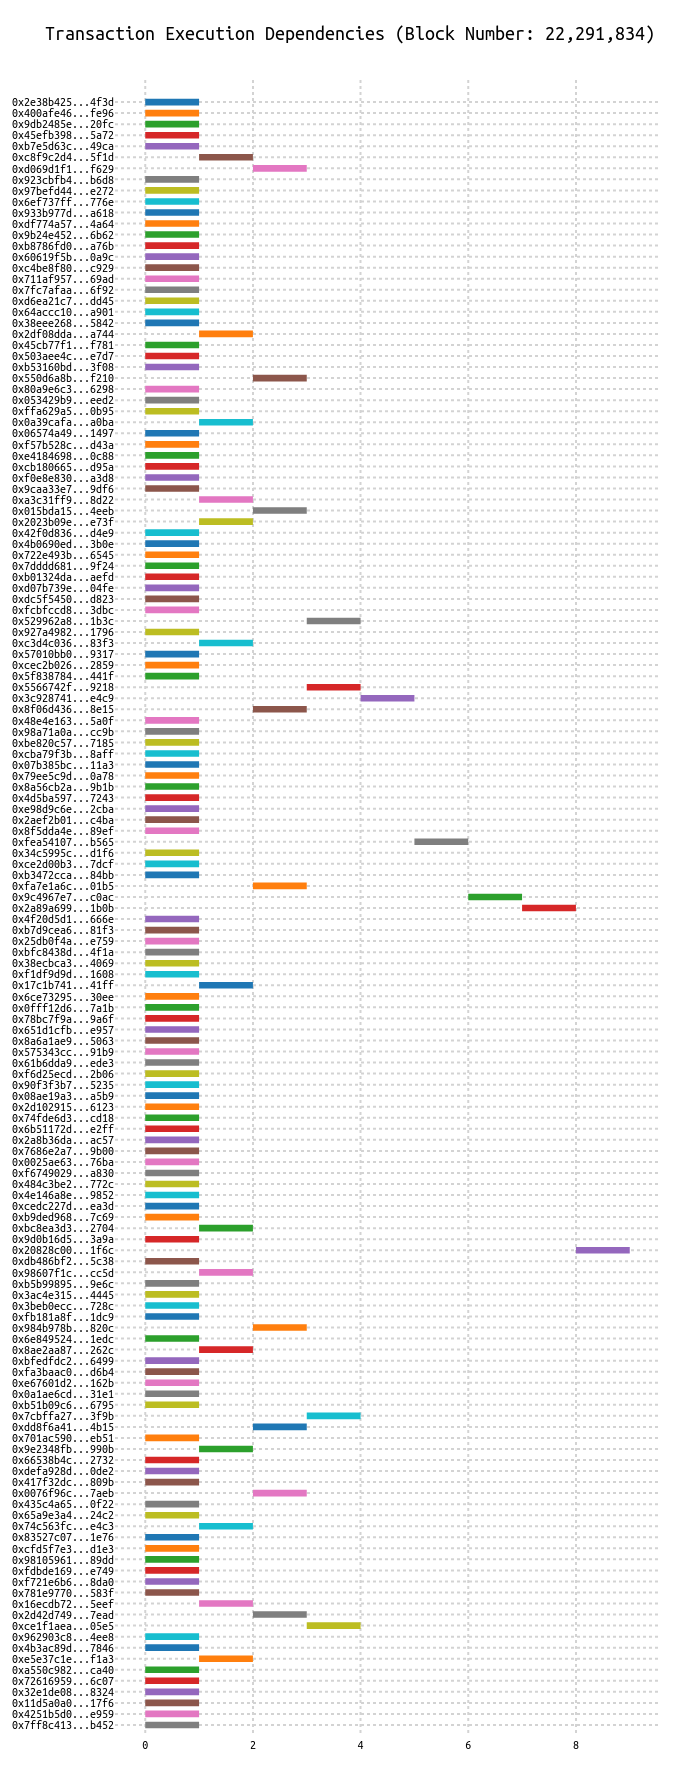 Transaction Execution Dependencies (Block Number: 22,291,834)
0x2e38b425...4f3d
0x400afe46...fe96
0x9db2485e...20fc
0x45efb398...5a72
0xb7e5d63c...49ca
0xc8f9c2d4...5f1d
0xd069d1f1...f629
0x923cbfb4...b6d8
0x97befd44...e272
0x6ef737ff...776e
0x933b977d...a618
0xdf774a57...4a64
0x9b24e452...6b62
0xb8786fd0...a76b
0x60619f5b...0a9c
0xc4be8f80...c929
0x711af957...69ad
0x7fc7afaa...6f92
0xd6ea21c7...dd45
0x64accc10...a901
0x38eee268...5842
0x2df08dda...a744
0x45cb77f1...f781
0x503aee4c...e7d7
0xb53160bd...3f08
0x550d6a8b...f210
0x80a9e6c3...6298
0x053429b9...eed2
0xffa629a5...0b95
0x0a39cafa...a0ba
0x06574a49...1497
0xf57b528c...d43a
0xe4184698...0c88
0xcb180665...d95a
0xf0e8e830...a3d8
0x9caa33e7...9df6
0xa3c31ff9...8d22
0x015bda15...4eeb
0x2023b09e...e73f
0x42f0d836...d4e9
0x4b0690ed...3b0e
0x722e493b...6545
0x7dddd681...9f24
0xb01324da...aefd
0xd07b739e...04fe
0xdc5f5450...d823
0xfcbfccd8...3dbc
0x529962a8...1b3c
0x927a4982...1796
0xc3d4c036...83f3
0x57010bb0...9317
0xcec2b026...2859
0x5f838784...441f
0x5566742f...9218
0x3c928741...e4c9
0x8f06d436...8e15
0x48e4e163...5a0f
0x98a71a0a...cc9b
0xbe820c57...7185
0xcba79f3b...8aff
0x07b385bc...11a3
0x79ee5c9d...0a78
0x8a56cb2a...9b1b
0x4d5ba597...7243
0xe98d9c6e...2cba
0x2aef2b01...c4ba
0x8f5dda4e...89ef
0xfea54107...b565
0x34c5995c...d1f6
0xce2d00b3...7dcf
0xb3472cca...84bb
0xfa7e1a6c...01b5
0x9c4967e7...c0ac
0x2a89a699...1b0b
0x4f20d5d1...666e
0xb7d9cea6...81f3
0x25db0f4a...e759
0xbfc8438d...4f1a
0x38ecbca3...4069
0xf1df9d9d...1608
0x17c1b741...41ff
0x6ce73295...30ee
0x0fff12d6...7a1b
0x78bc7f9a...9a6f
0x651d1cfb...e957
0x8a6a1ae9...5063
0x575343cc...91b9
0x61b6dda9...ede3
0xf6d25ecd...2b06
0x90f3f3b7...5235
0x08ae19a3...a5b9
0x2d102915...6123
0x74fde6d3...cd18
0x6b51172d...e2ff
0x2a8b36da...ac57
0x7686e2a7...9b00
0x0025ae63...76ba
0xf6749029...a830
0x484c3be2...772c
0x4e146a8e...9852
0xcedc227d...ea3d
0xb9ded968...7c69
0xbc8ea3d3...2704
0x9d0b16d5...3a9a
0x20828c00...1f6c
0xdb486bf2...5c38
0x98607f1c...cc5d
0xb5b99895...9e6c
0x3ac4e315...4445
0x3beb0ecc...728c
0xfb181a8f...1dc9
0x984b978b...820c
0x6e849524...1edc
0x8ae2aa87...262c
0xbfedfdc2...6499
0xfa3baac0...d6b4
0xe67601d2...162b
0x0a1ae6cd...31e1
0xb51b09c6...6795
0x7cbffa27...3f9b
0xdd8f6a41...4b15
0x701ac590...eb51
0x9e2348fb...990b
0x66538b4c...2732
0xdefa928d...0de2
0x417f32dc...809b
0x0076f96c...7aeb
0x435c4a65...0f22
0x65a9e3a4...24c2
0x74c563fc...e4c3
0x83527c07...1e76
0xcfd5f7e3...d1e3
0x98105961...89dd
0xfdbde169...e749
0xf721e6b6...8da0
0x781e9770...583f
0x16ecdb72...5eef
0x2d42d749...7ead
0xce1f1aea...05e5
0x962903c8...4ee8
0x4b3ac89d...7846
0xe5e37c1e...f1a3
0xa550c982...ca40
0x72616959...6c07
0x32e1de08...8324
0x11d5a0a0...17f6
0x4251b5d0...e959
0x7ff8c413...b452
0 2 4 6 8